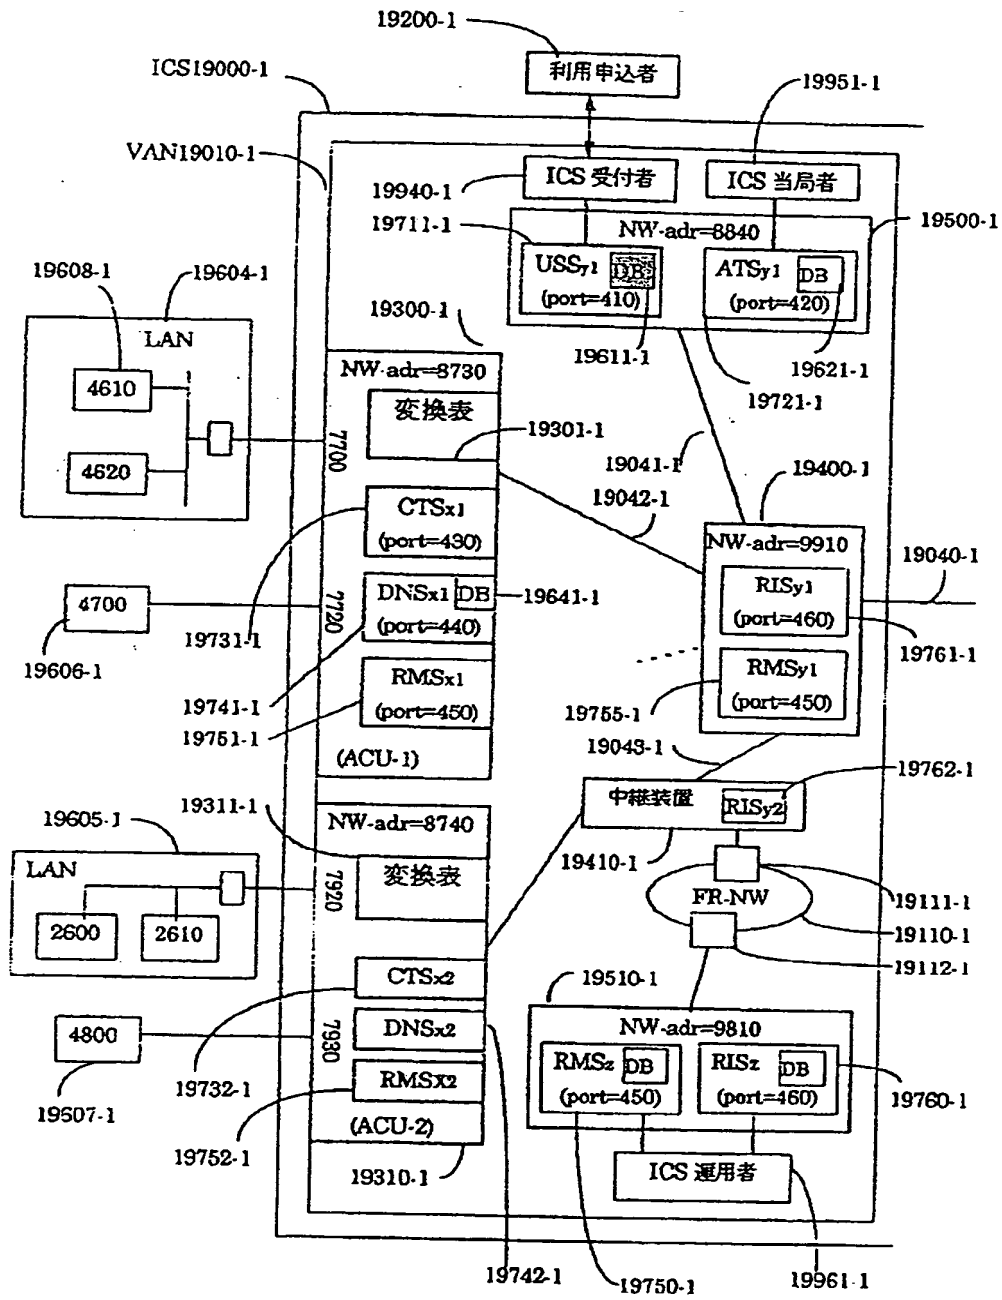 19200-1
ICS19000-1
利用申込者
19951-1
VAN19010-1
19940-1
ICS 受付者
ICS 当局者
19711-1
NW-adr=8840
19500-1
USSy1
DB
(port=410)
ATSy1
DB
(port=420)
19608-1
19604-1
19300-1
19611-1
19621-1
19721-1
LAN
4610
4620
NW-adr=8730
変換表
7700
19301-1
19041-1
19042-1
19400-1
CTSx1
(port=430)
NW-adr=9910
RISy1
(port=460)
19040-1
4700
7720
DNSx1
DB
(port=440)
19641-1
19731-1
19606-1
19761-1
RMSx1
(port=450)
RMSy1
(port=450)
19741-1
19751-1
19755-1
(ACU-1)
19043-1
19762-1
19311-1
19605-1
中継装置
RISy2
NW-adr=8740
19410-1
LAN
変換表
7920
2600
2610
FR-NW
19111-1
19110-1
19112-1
CTSx2
19510-1
4800
DNSx2
7930
NW-adr=9810
RMSz
DB
(port=450)
RISz
DB
(port=460)
RMSX2
19732-1
19607-1
19760-1
(ACU-2)
19752-1
19310-1
ICS 運用者
19742-1
19750-1
19961-1